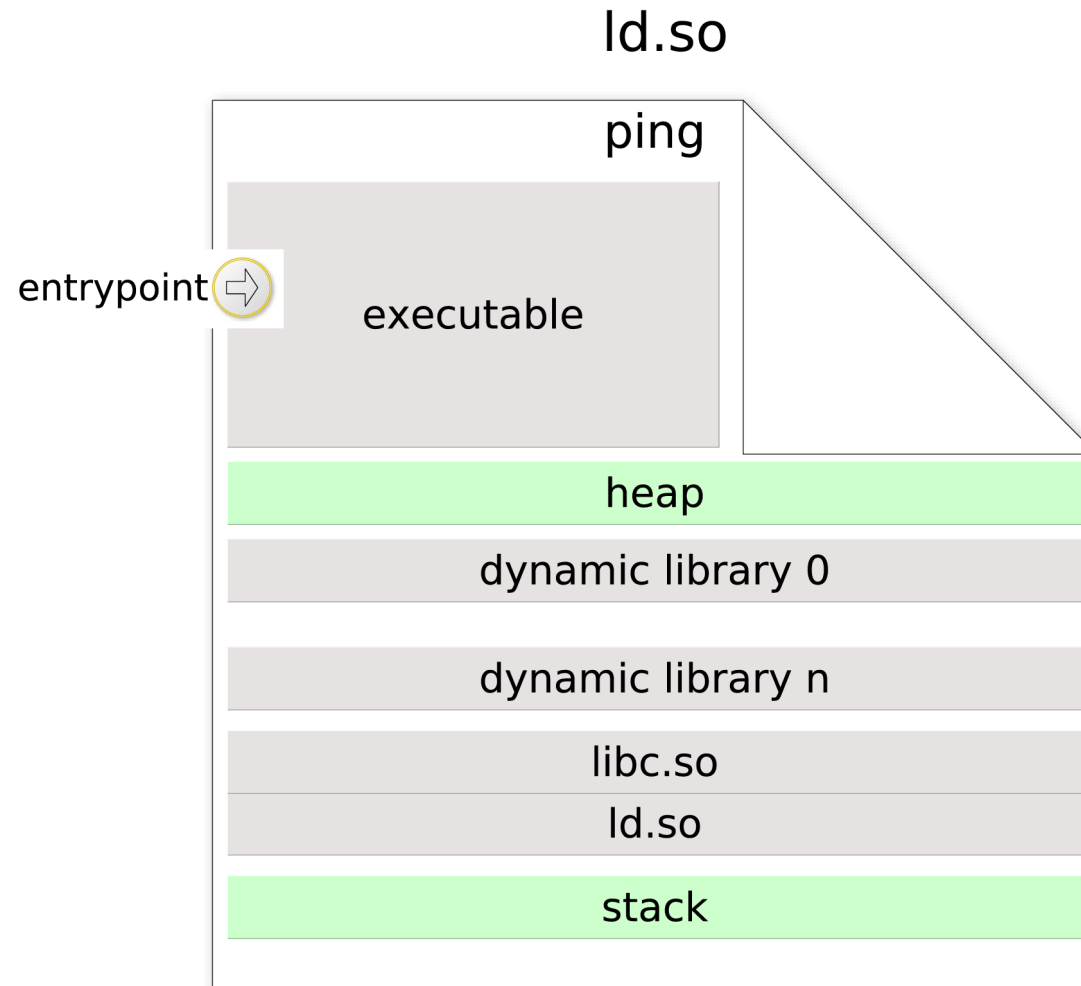 ld.so
ping
entrypoint
executable
heap
dynamic library 0
dynamic library n
libc.so
ld.so
stack